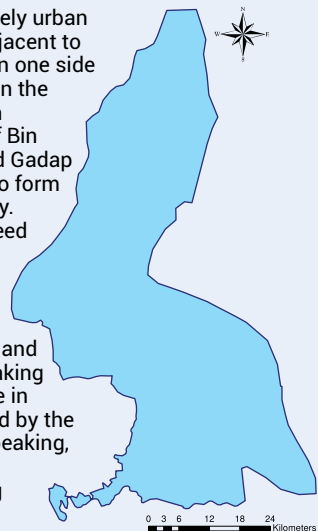 ely urban
jacent to
n one side
n the
n
f Bin
d Gadap
o form
y.
eed
and
aking
e in
d by the
peaking,
g
N
W
E
S
0 3 6 12 18 24
Kilometers